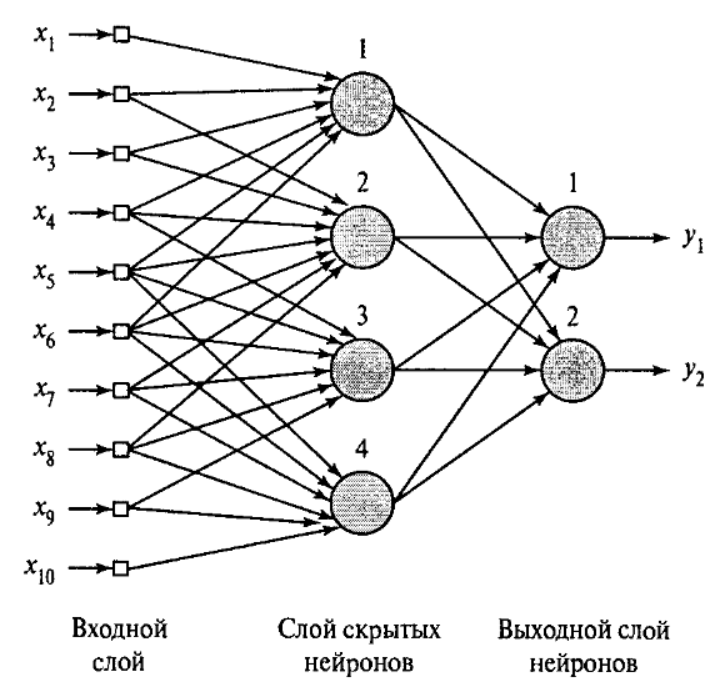 x1
x2
x3
x4
x5
x6
x7
x8
x9
x10
1
2
3
4
1
2
y1
y2
Входной
слой
Слой скрытых
нейронов
Выходной слой
нейронов